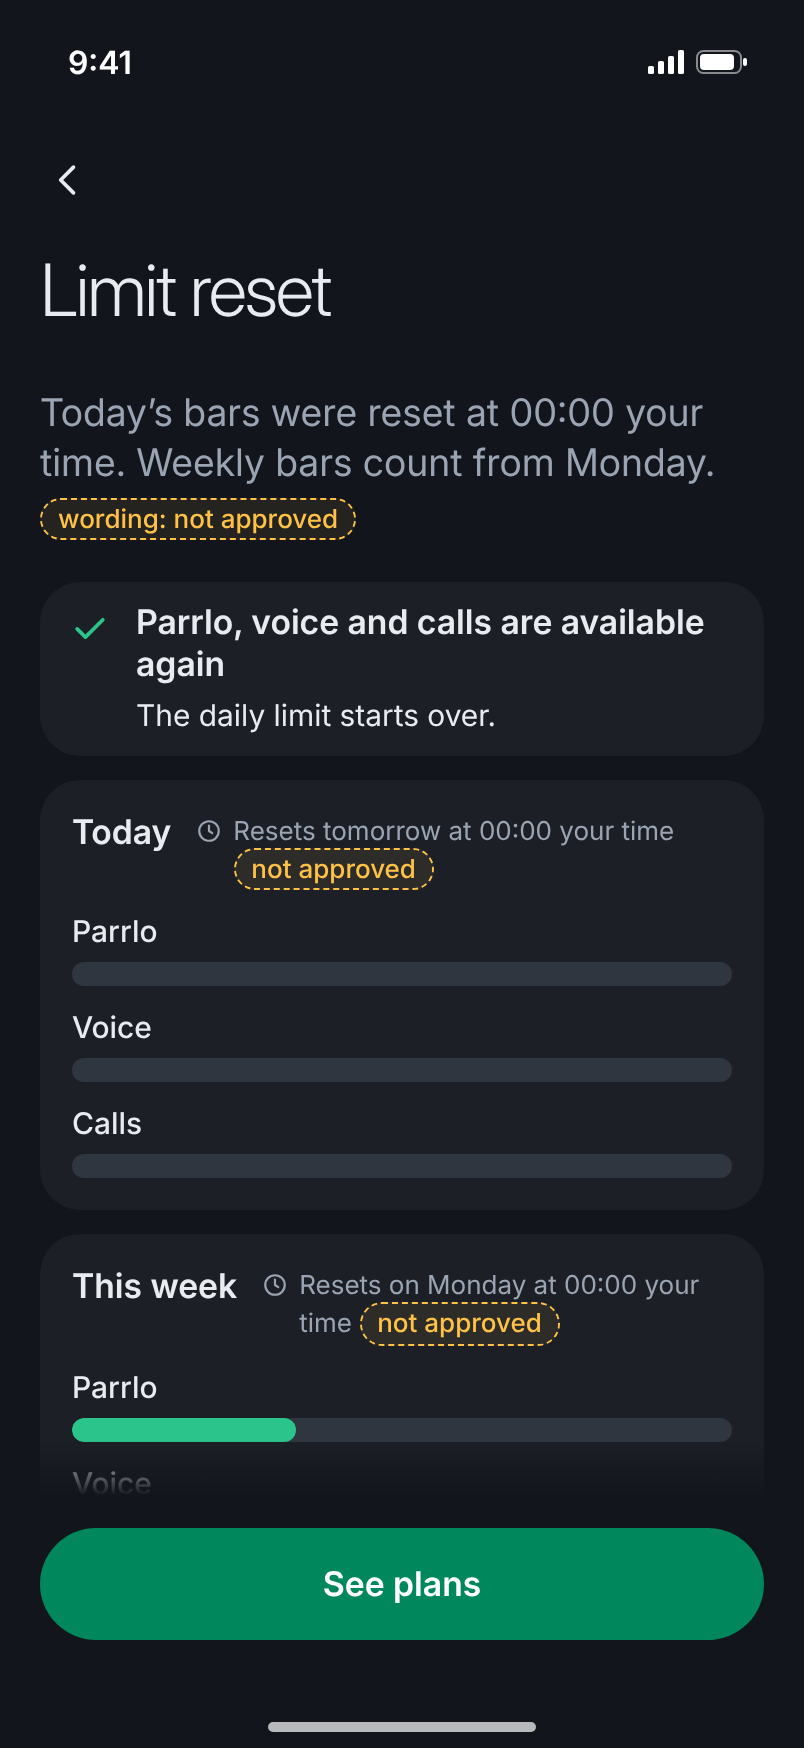 9:41
Limit reset
Today’s bars were reset at 00:00 your
time. Weekly bars count from Monday.
wording: not approved
Parrlo, voice and calls are available
again
The daily limit starts over.
Today Resets tomorrow at 00:00 your time
not approved
Parrlo
Voice
Calls
This week Resets on Monday at 00:00 your
time not approved
Parrlo
Voice
See plans